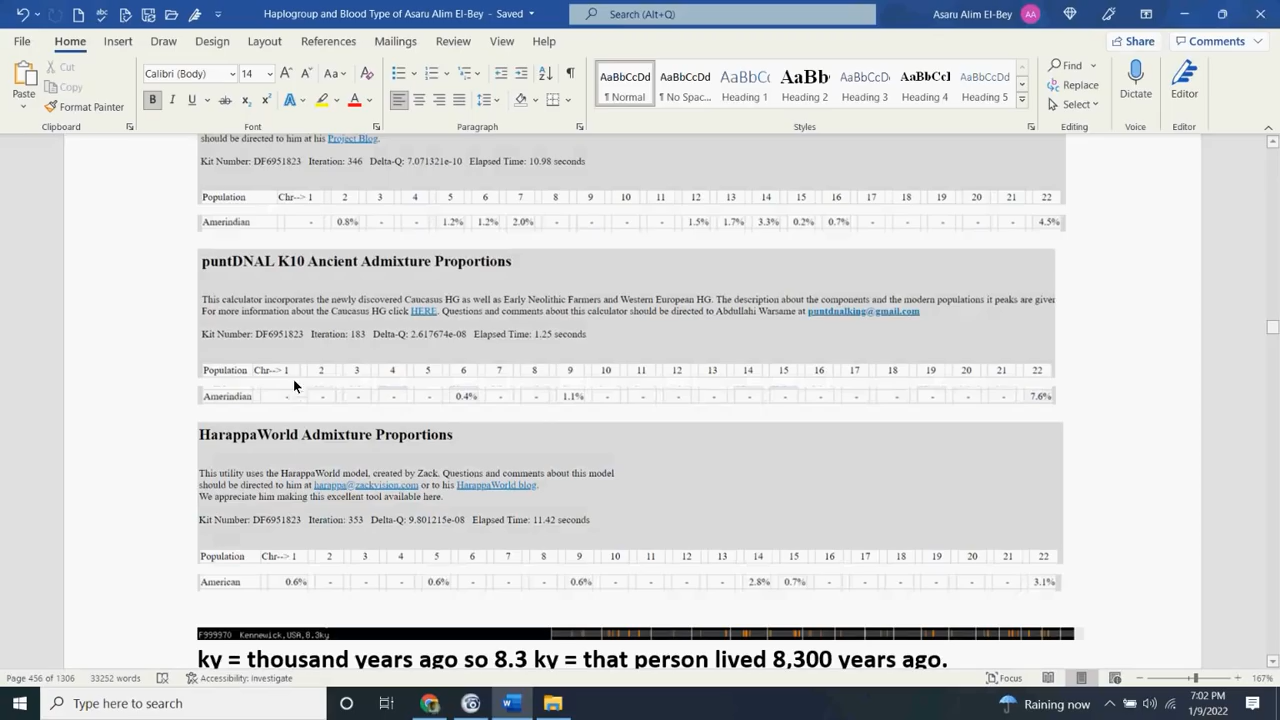 Haplogroup and Blood Type of Asaru Alim El-Bey - Saved
Search (Alt+Q)
Asaru Alim El-Bey
AA
File Home Insert Draw Design Layout References Mailings Review View Help
Share Comments
Paste
Cut
Copy
Format Painter
Clipboard
Calibri (Body) 14
Font
Paragraph
AaBbCcDd AaBbCcDd AaBbCc AaBb AaBbCcDd AaBbCcI AaBbCcDd
¶ Normal ¶ No Spac... Heading 1 Heading 2 Heading 3 Heading 4 Heading 5
Styles
Find
Replace
Select
Editing
Dictate
Voice
Editor
Editor
should be directed to him at his Project Blog.
Kit Number: DF6951823 Iteration: 346 Delta-Q: 7.071321e-10 Elapsed Time: 10.98 seconds
Population Chr--> 1 2 3 4 5 6 7 8 9 10 11 12 13 14 15 16 17 18 19 20 21 22
Amerindian - 0.8% - - 1.2% 1.2% 2.0% - - - - 1.5% 1.7% 3.3% 0.2% 0.7% - - - - - 4.5%
puntDNAL K10 Ancient Admixture Proportions
This calculator incorporates the newly discovered Caucasus HG as well as Early Neolithic Farmers and Western European HG. The description about the components and the modern populations it peaks are given
For more information about the Caucasus HG click HERE. Questions and comments about this calculator should be directed to Abdullahi Warsame at puntdnalking@gmail.com
Kit Number: DF6951823 Iteration: 183 Delta-Q: 2.617674e-08 Elapsed Time: 1.25 seconds
Population Chr--> 1 2 3 4 5 6 7 8 9 10 11 12 13 14 15 16 17 18 19 20 21 22
Amerindian - - - - - 0.4% - - 1.1% - - - - - - - - - - - - 7.6%
HarappaWorld Admixture Proportions
This utility uses the HarappaWorld model, created by Zack. Questions and comments about this model
should be directed to him at harappa@zackvision.com or to his HarappaWorld blog.
We appreciate him making this excellent tool available here.
Kit Number: DF6951823 Iteration: 353 Delta-Q: 9.801215e-08 Elapsed Time: 11.42 seconds
Population Chr--> 1 2 3 4 5 6 7 8 9 10 11 12 13 14 15 16 17 18 19 20 21 22
American 0.6% - - - 0.6% - - - 0.6% - - - - 2.8% 0.7% - - - - - - 3.1%
F999970 Kennewick,USA,8.3ky
ky = thousand years ago so 8.3 ky = that person lived 8,300 years ago.
Page 456 of 1306 33252 words Accessibility: investigate Focus 167%
Type here to search
Raining now
7:02 PM
1/9/2022